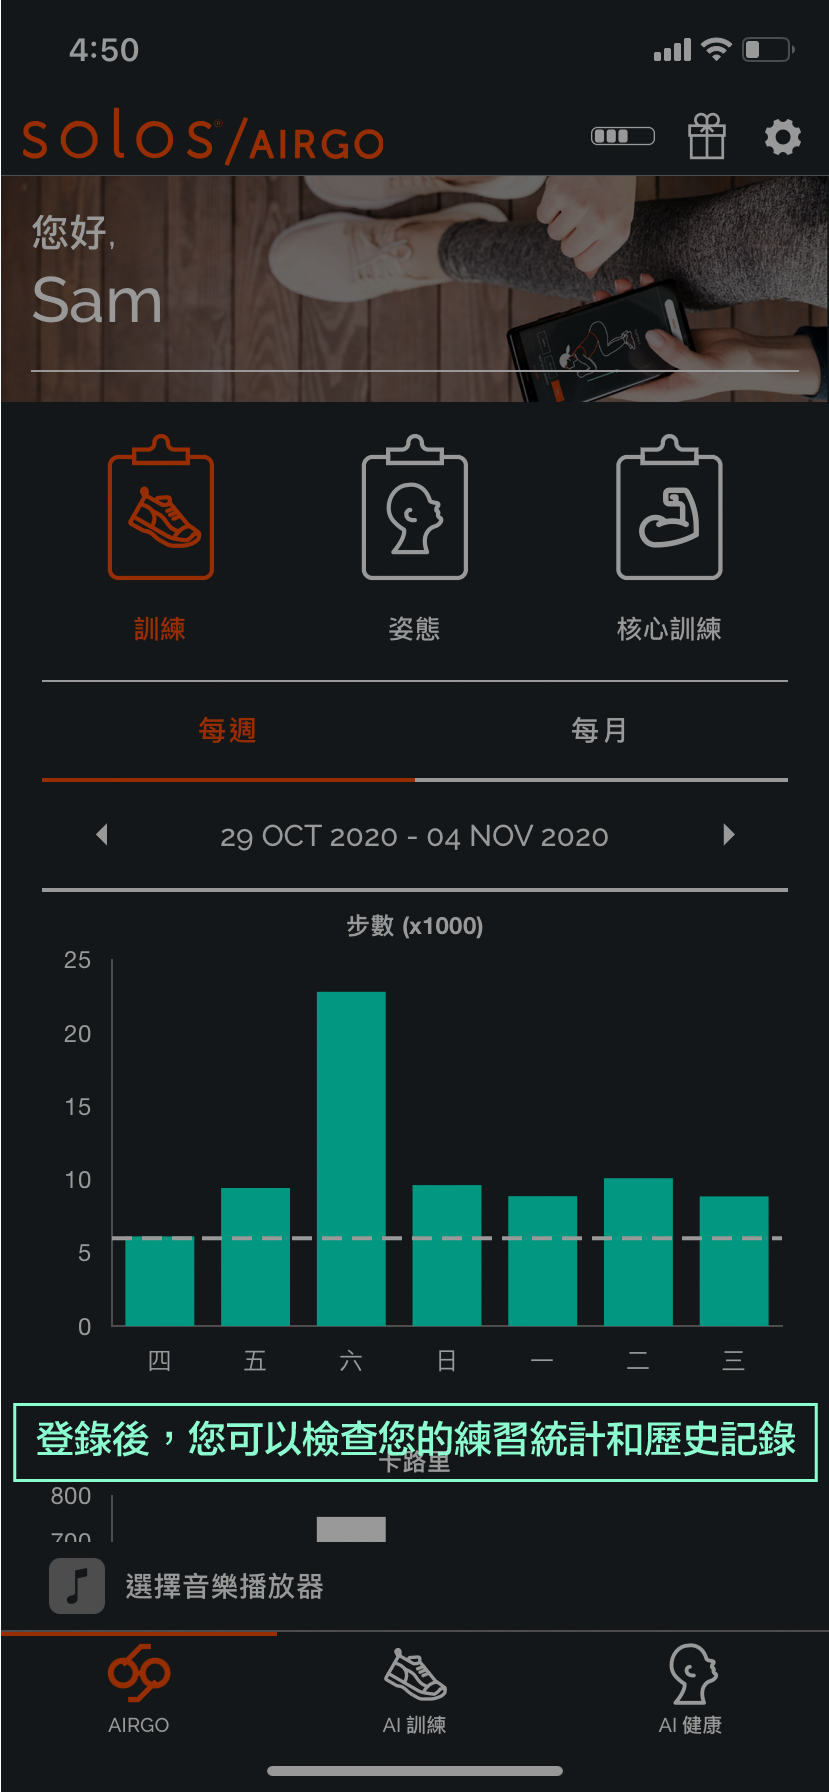 4:50
solos®/AIRGO
您好,
Sam
訓練
姿態
核心訓練
每週
每月
29 OCT 2020 - 04 NOV 2020
步數 (x1000)
25
20
15
10
5
0
四 五 六 日 一 二 三
登錄後，您可以檢查您的練習統計和歷史記錄
卡路里
800
700
選擇音樂播放器
AIRGO
AI 訓練
AI 健康